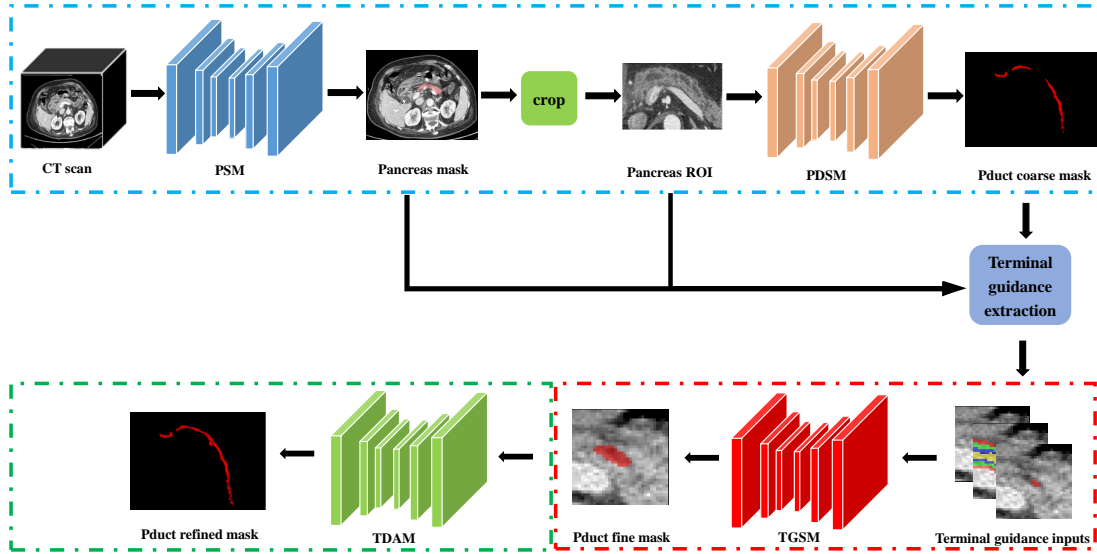 crop
CT scan
PSM
Pancreas mask
Pancreas ROI
PDSM
Pduct coarse mask
Terminal
guidance
extraction
Pduct refined mask
TDAM
Pduct fine mask
TGSM
Terminal guidance inputs